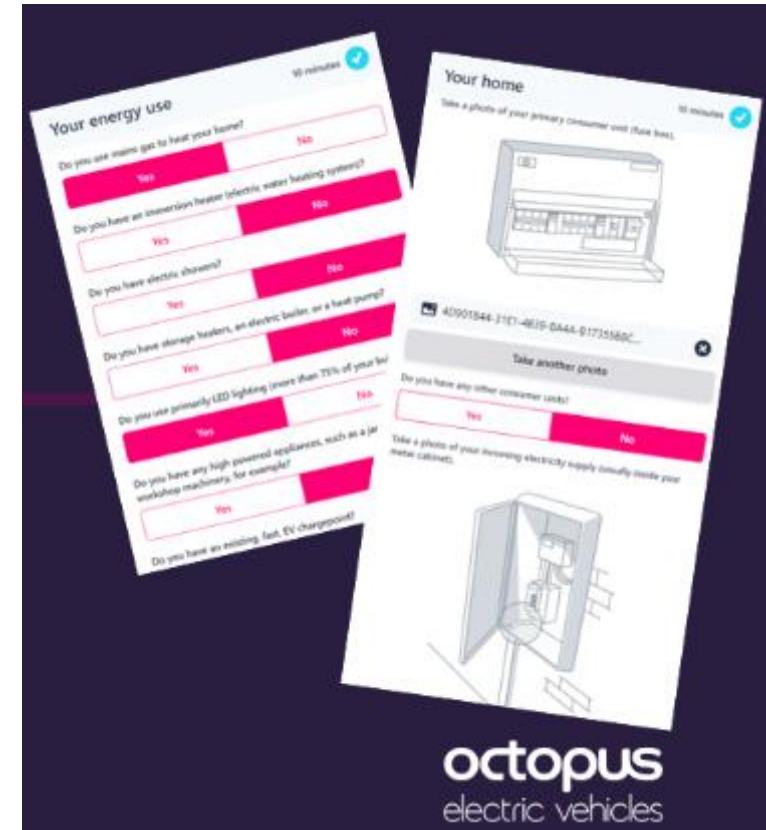 Your energy use
10 minutes
Do you use mains gas to heat your home?
Yes
No
Do you have an immersion heater (electric water heating system)?
Yes
No
Do you have electric showers?
Yes
No
Do you have storage heaters, an electric boiler, or a heat pump?
Yes
No
Do you use primarily LED lighting (more than 75% of your
Yes
No
Do you have any high powered appliances, such as a
workshop machinery, for example?
Yes
Do you have an existing, fast, EV chargepoint?
Your home
10 minutes
Take a photo of your primary consumer unit (fuse box).
Take another photo
Do you have any other consumer units?
Yes
No
Take a photo of your incoming electricity supply (usually inside your
meter cabinet).
octopus
electric vehicles